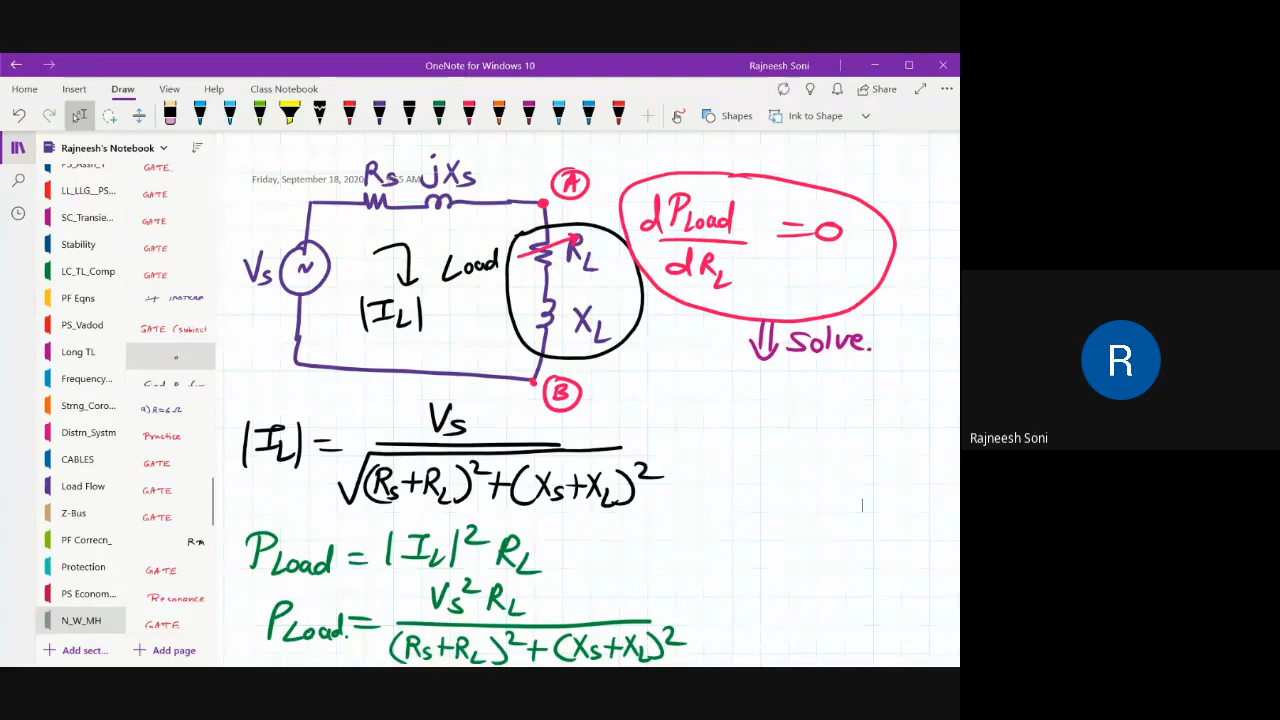 OneNote for Windows 10
Rajneesh Soni
Home Insert Draw View Help Class Notebook
Share
Shapes Ink to Shape
Rajneesh's Notebook
Friday, September 18, 2020
GATE
LL_LLG__PS... GATE
SC_Transie... GATE
Stability GATE
LC_TL_Comp GATE
PF Eqns
PS_Vadod GATE (subject
Long TL
Frequency...
Strng_Coro... a) R=6Ω
Distrn_Systm Practice
CABLES GATE
Load Flow GATE
Z-Bus GATE
PF Correcn_
Protection GATE
PS Econom... Resonance
N_W_MH GATE
Add sect... Add page
Rs jXs
A
Vs
|IL|
Load
RL
XL
B
dPLoad/dRL = 0
⇓ Solve.
|IL| = Vs/√((Rs+RL)²+(Xs+XL)²)
PLoad = |IL|² RL
PLoad. = Vs² RL/((Rs+RL)²+(Xs+XL)²)
R
Rajneesh Soni